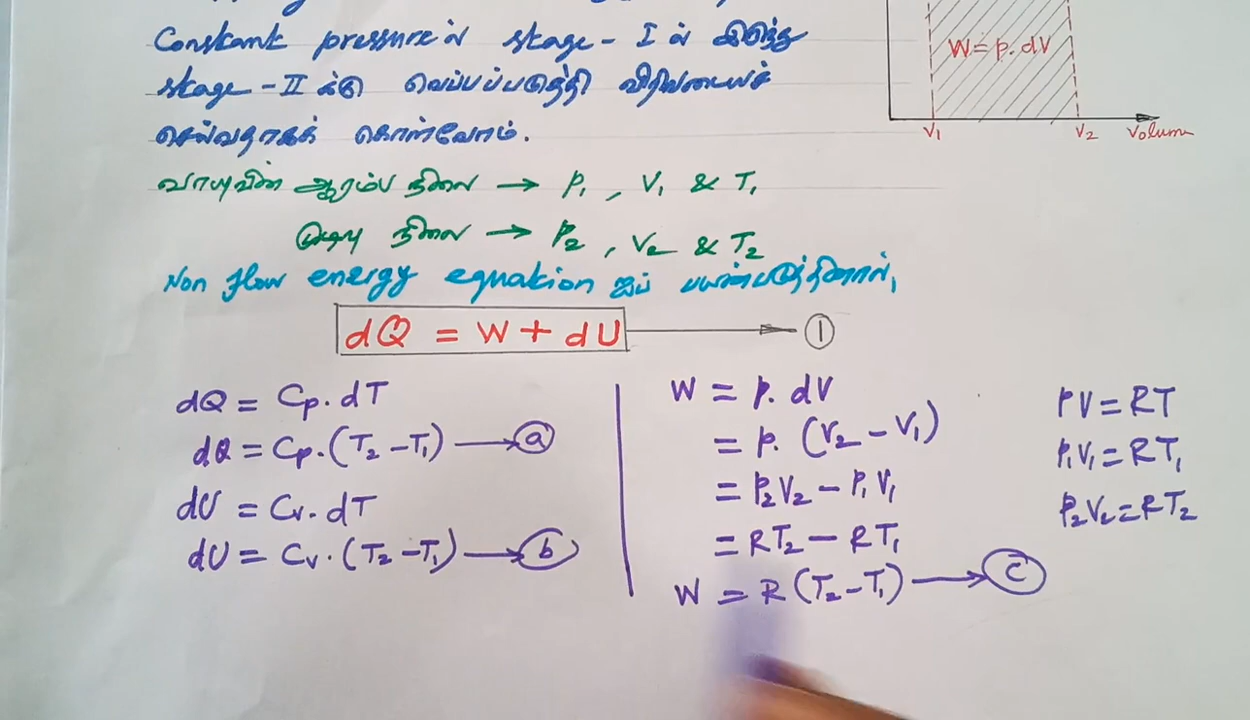 Constant pressure ல் stage - I ல் இருந்து
stage - II க்கு வெப்பப்படுத்தி விரிவடையச்
செய்வதாகக் கொள்வோம்.
வாயுவின் ஆரம்ப நிலை → P₁ , V₁ & T₁
முடிவு நிலை → P₂ , V₂ & T₂
Non flow energy equation ஐப் பயன்படுத்தினால்,
dQ = W + dU → ①
dQ = Cp. dT
dQ = Cp.(T₂ – T₁) → ⓐ
dU = Cv. dT
dU = Cv.(T₂ – T₁) → ⓑ
W = p. dV
= p. (V₂ – V₁)
= P₂V₂ – P₁V₁
= RT₂ – RT₁
W = R(T₂ – T₁) → ⓒ
PV = RT
P₁V₁ = RT₁
P₂V₂ = RT₂
W = p. dV
V₁ V₂ Volum